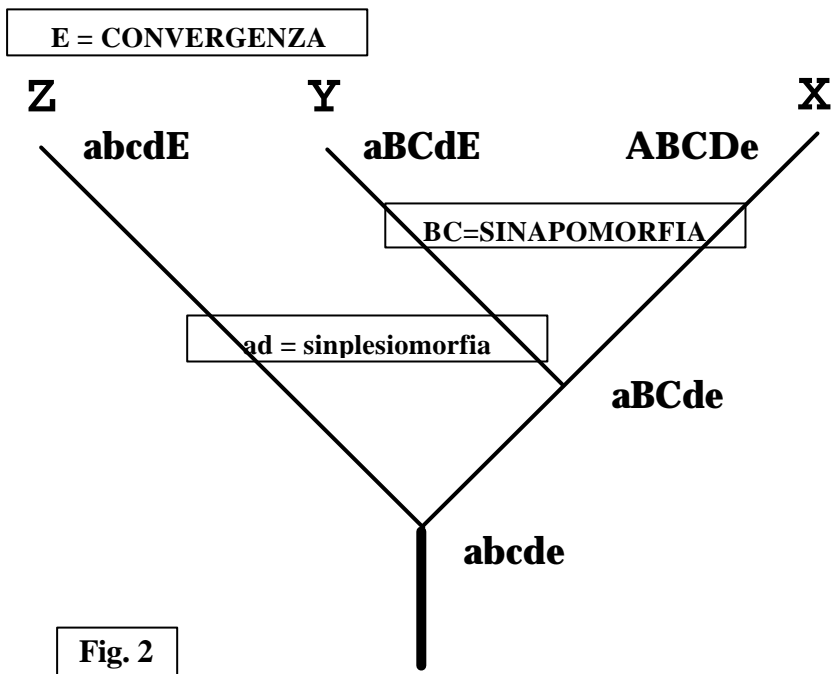 E = CONVERGENZA
Z Y X
abcdE aBCdE ABCDe
BC=SINAPOMORFIA
ad = sinplesiomorfia
aBCde
abcde
Fig. 2